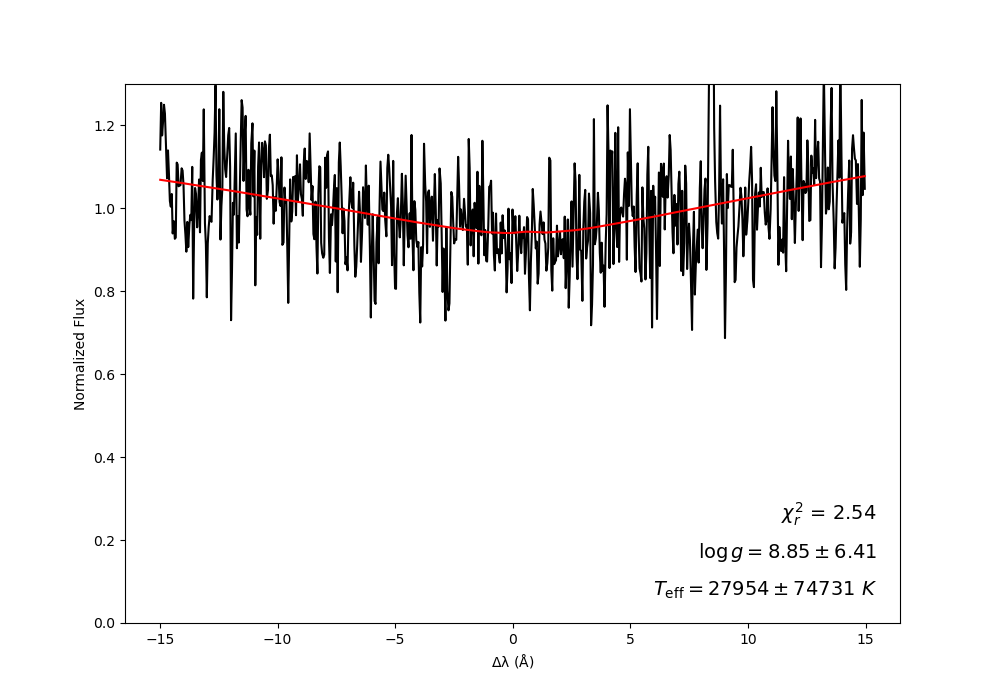 Normalized Flux
1.2
1.0
0.8
0.6
0.4
0.2
0.0
χ²ᵣ = 2.54
log g = 8.85 ± 6.41
T_eff = 27954 ± 74731 K
−15 −10 −5 0 5 10 15
Δλ (Å)